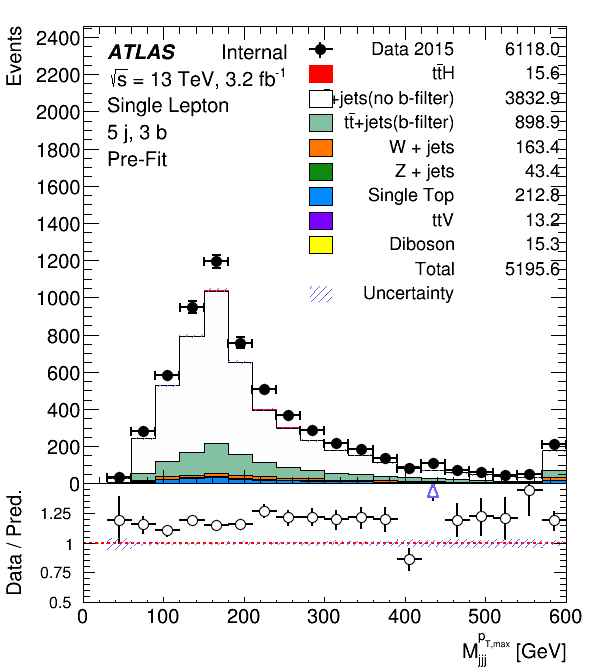 Events
2400
2200
2000
1800
1600
1400
1200
1000
800
600
400
200
0
ATLAS Internal
√s = 13 TeV, 3.2 fb⁻¹
Single Lepton
5 j, 3 b
Pre-Fit
Data 2015 6118.0
tt̄H 15.6
+jets(no b-filter) 3832.9
tt̄+jets(b-filter) 898.9
W + jets 163.4
Z + jets 43.4
Single Top 212.8
ttV 13.2
Diboson 15.3
Total 5195.6
Uncertainty
Data / Pred.
1.25
1
0.75
0.5
0 100 200 300 400 500 600
M_jjj^p_T,max [GeV]